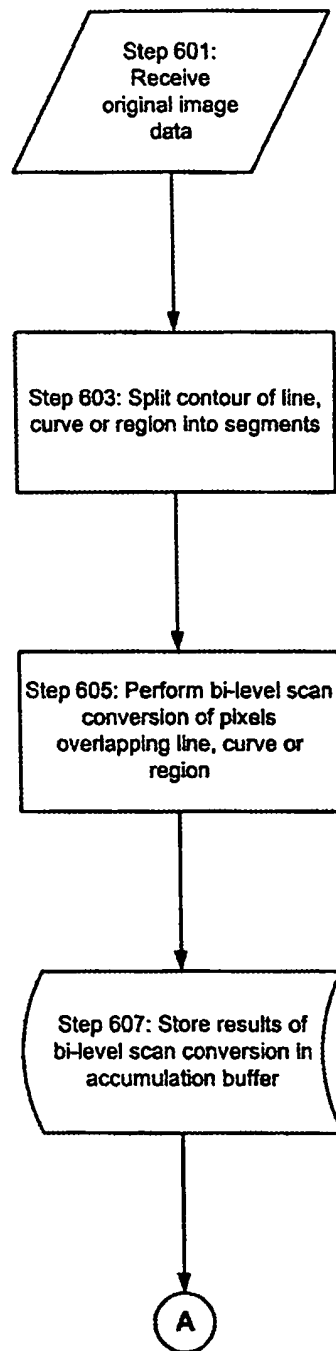 Step 601:
Receive
original image
data
Step 603: Split contour of line,
curve or region into segments
Step 605: Perform bi-level scan
conversion of pixels
overlapping line, curve or
region
Step 607: Store results of
bi-level scan conversion in
accumulation buffer
A